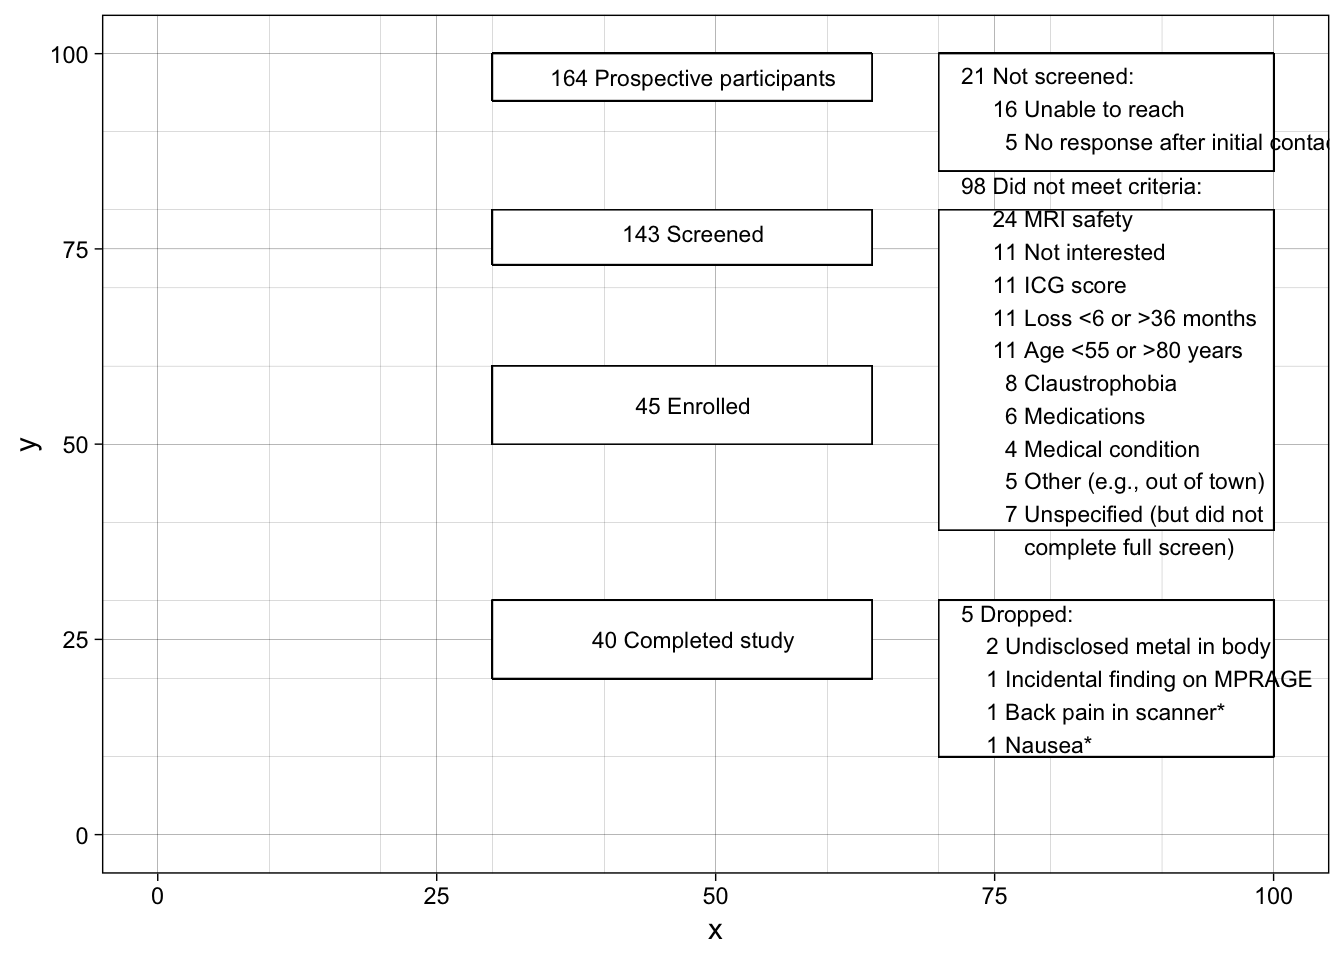 164 Prospective participants
21 Not screened:
16 Unable to reach
5 No response after initial conta
143 Screened
98 Did not meet criteria:
24 MRI safety
11 Not interested
11 ICG score
11 Loss <6 or >36 months
11 Age <55 or >80 years
8 Claustrophobia
6 Medications
4 Medical condition
5 Other (e.g., out of town)
7 Unspecified (but did not
complete full screen)
45 Enrolled
40 Completed study
5 Dropped:
2 Undisclosed metal in body
1 Incidental finding on MPRAGE
1 Back pain in scanner*
1 Nausea*
100
75
50
25
0
y
0 25 50 75 100
x